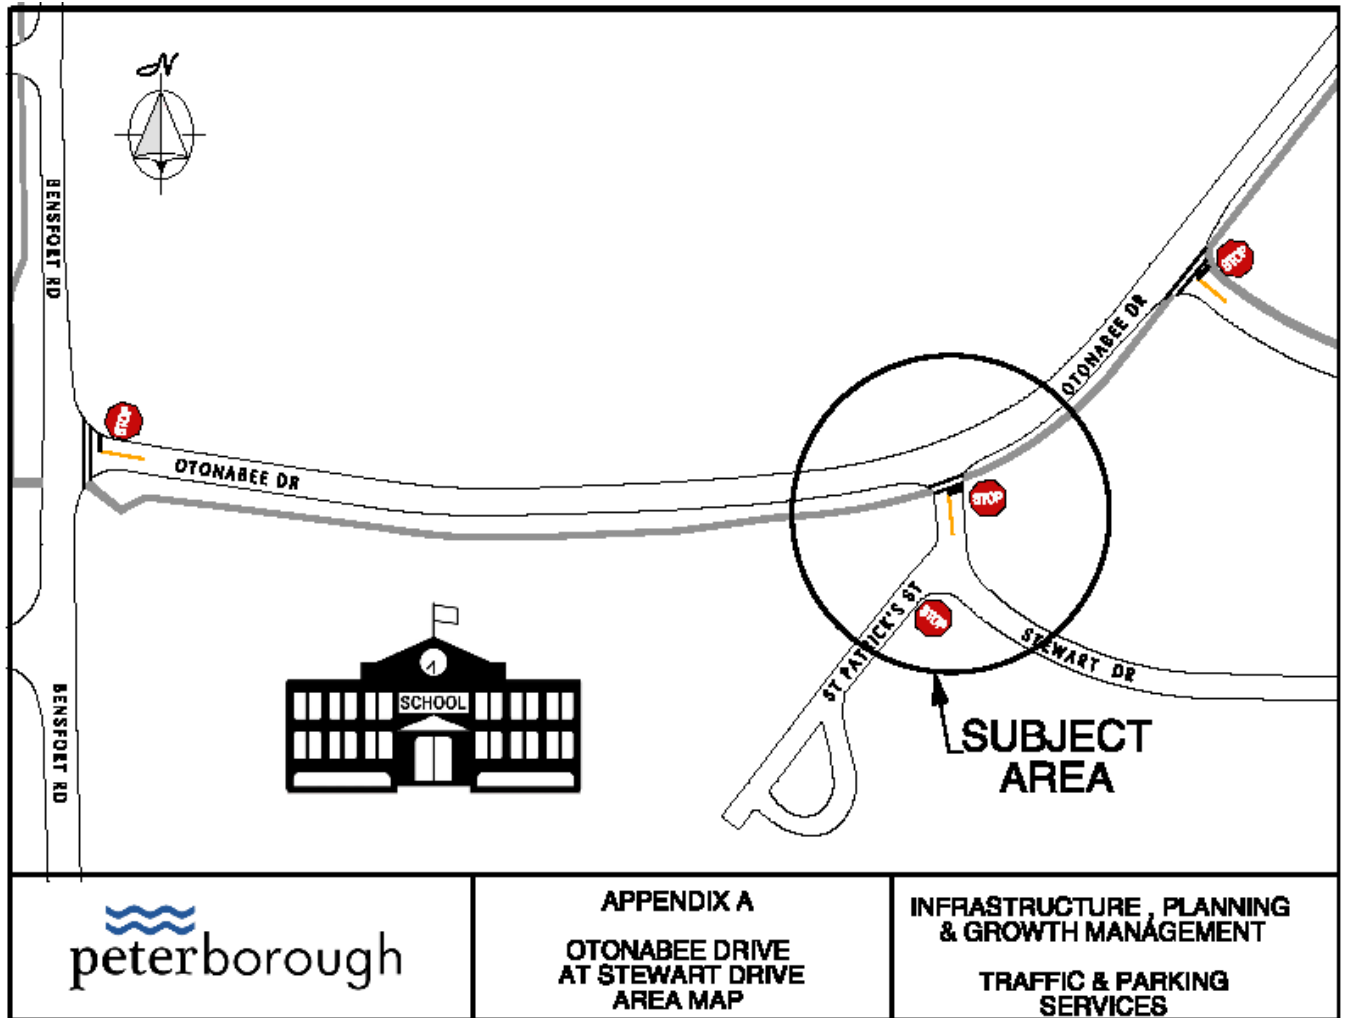 N
BENSFORT RD
STOP
OTONABEE DR
STOP
OTONABEE DR
STOP
STOP
ST PATRICK'S ST
STEWART DR
SCHOOL
BENSFORT RD
SUBJECT
AREA
peterborough
APPENDIX A
OTONABEE DRIVE
AT STEWART DRIVE
AREA MAP
INFRASTRUCTURE , PLANNING
& GROWTH MANAGEMENT
TRAFFIC & PARKING
SERVICES